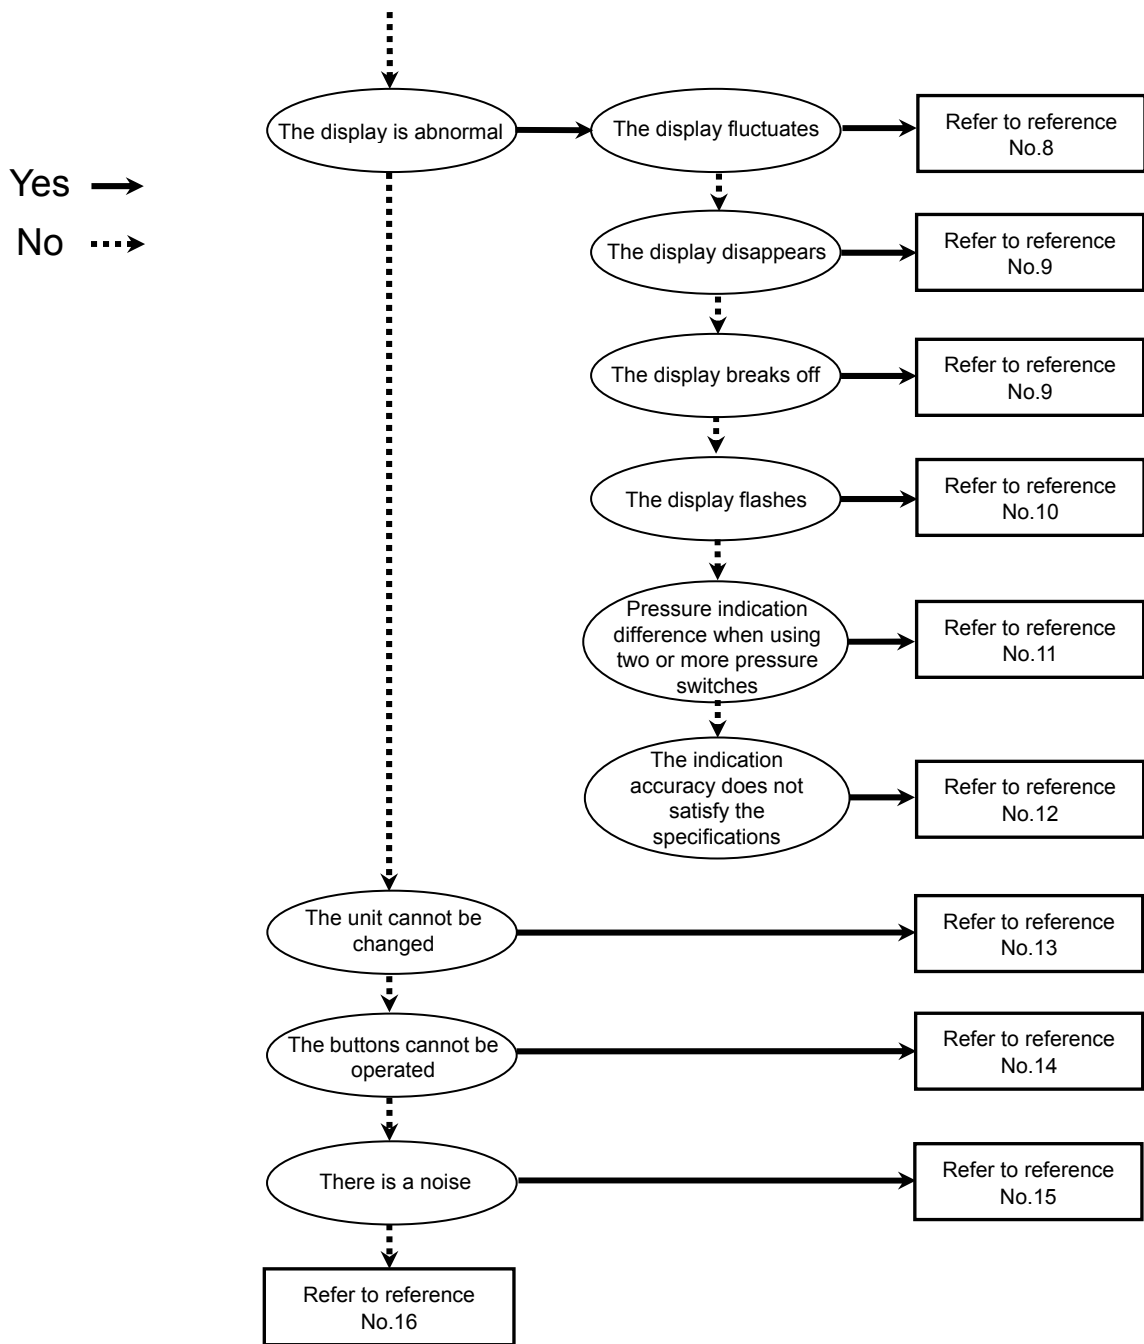 The display is abnormal
The display fluctuates
Refer to reference
No.8
Yes
No
The display disappears
Refer to reference
No.9
The display breaks off
Refer to reference
No.9
The display flashes
Refer to reference
No.10
Pressure indication
difference when using
two or more pressure
switches
Refer to reference
No.11
The indication
accuracy does not
satisfy the
specifications
Refer to reference
No.12
The unit cannot be
changed
Refer to reference
No.13
The buttons cannot be
operated
Refer to reference
No.14
There is a noise
Refer to reference
No.15
Refer to reference
No.16